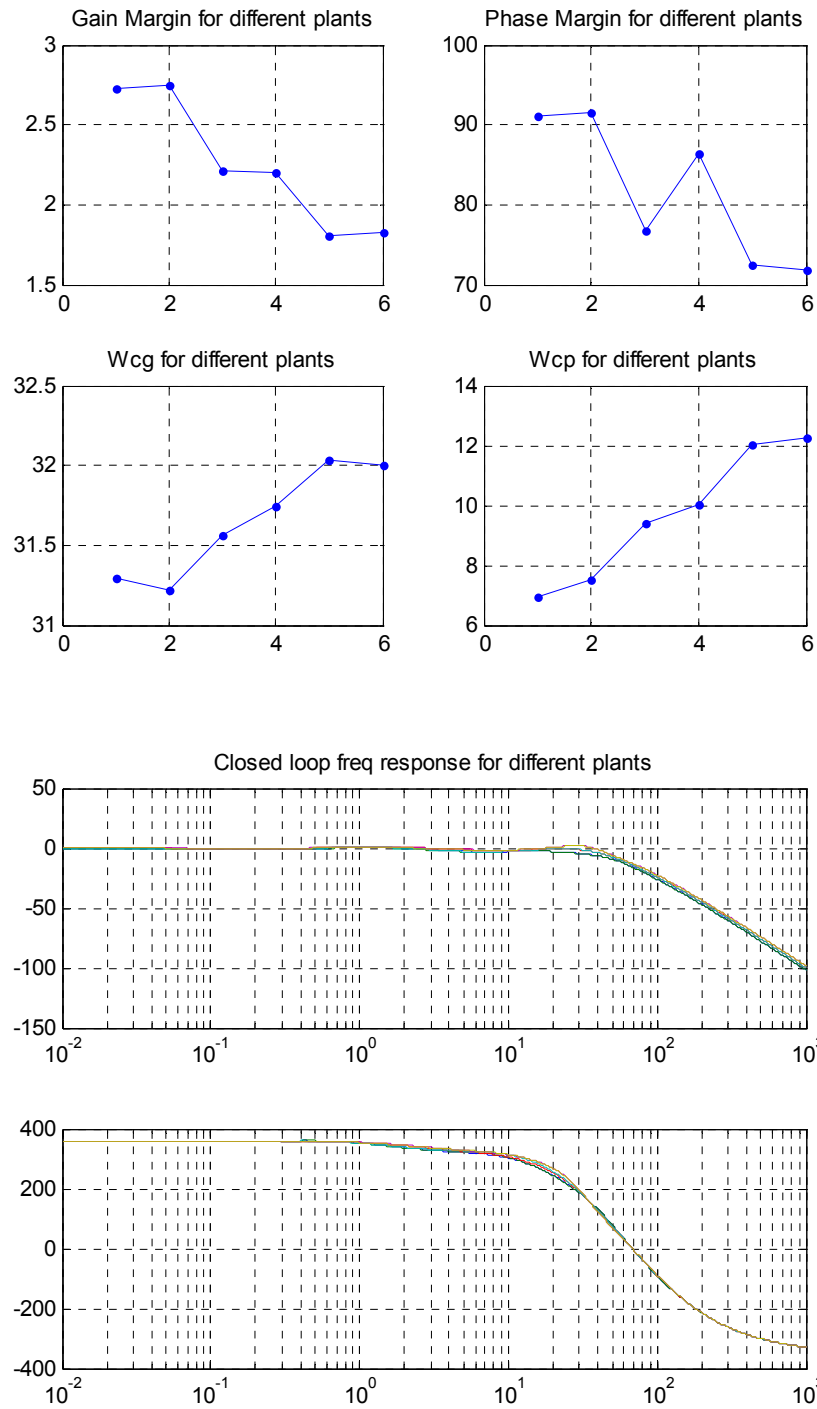 Gain Margin for different plants
Phase Margin for different plants
3
2.5
2
1.5
0 2 4 6
100
90
80
70
0 2 4 6
Wcg for different plants
Wcp for different plants
32.5
32
31.5
31
0 2 4 6
14
12
10
8
6
0 2 4 6
Closed loop freq response for different plants
50
0
-50
-100
-150
10^-2 10^-1 10^0 10^1 10^2
400
200
0
-200
-400
10^-2 10^-1 10^0 10^1 10^2